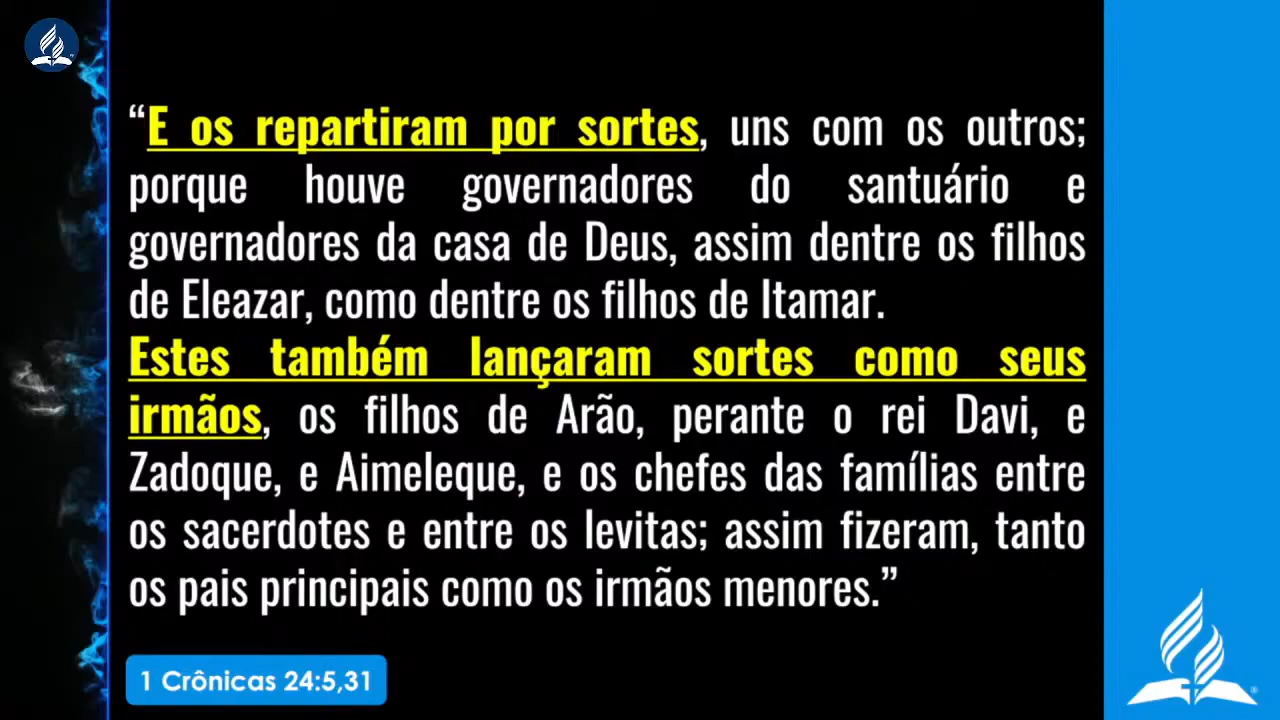 “E os repartiram por sortes, uns com os outros;
porque houve governadores do santuário e
governadores da casa de Deus, assim dentre os filhos
de Eleazar, como dentre os filhos de Itamar.
Estes também lançaram sortes como seus
irmãos, os filhos de Arão, perante o rei Davi, e
Zadoque, e Aimeleque, e os chefes das famílias entre
os sacerdotes e entre os levitas; assim fizeram, tanto
os pais principais como os irmãos menores.”
1 Crônicas 24:5,31